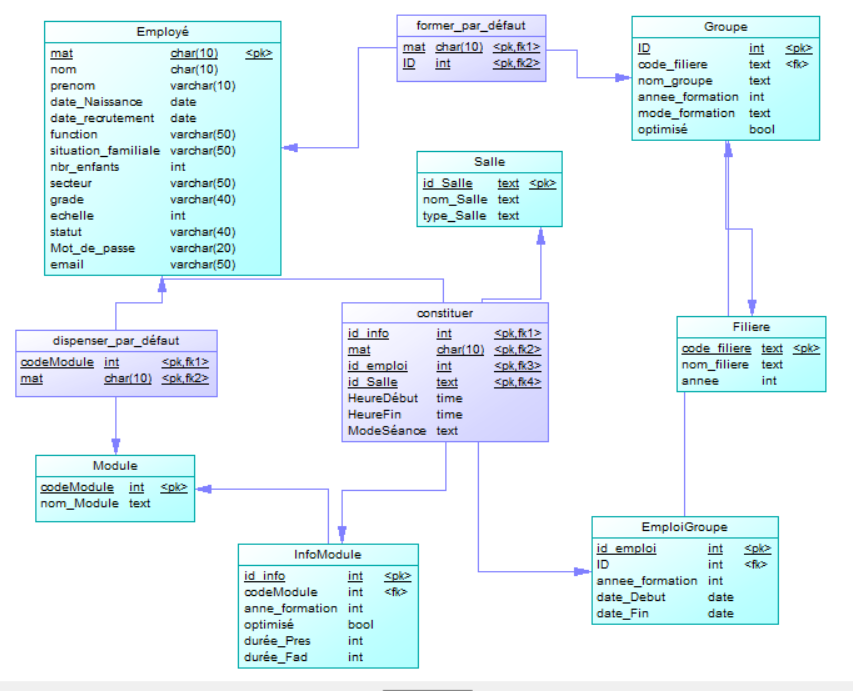 Employé
mat char(10) <pk>
nom char(10)
prenom varchar(10)
date_Naissance date
date_recrutement date
function varchar(50)
situation_familiale varchar(50)
nbr_enfants int
secteur varchar(50)
grade varchar(40)
echelle int
statut varchar(40)
Mot_de_passe varchar(20)
email varchar(50)
former_par_défaut
mat char(10) <pk,fk1>
ID int <pk,fk2>
Groupe
ID int <pk>
code_filiere text <fk>
nom_groupe text
annee_formation int
mode_formation text
optimisé bool
Salle
id_Salle text <pk>
nom_Salle text
type_Salle text
constituer
id_info int <pk,fk1>
mat char(10) <pk,fk2>
id_emploi int <pk,fk3>
id_Salle text <pk,fk4>
HeureDébut time
HeureFin time
ModeSéance text
Filiere
code_filiere text <pk>
nom_filiere text
annee int
dispenser_par_défaut
codeModule int <pk,fk1>
mat char(10) <pk,fk2>
Module
codeModule int <pk>
nom_Module text
InfoModule
id_info int <pk>
codeModule int <fk>
anne_formation int
optimisé bool
durée_Pres int
durée_Fad int
EmploiGroupe
id_emploi int <pk>
ID int <fk>
annee_formation int
date_Debut date
date_Fin date